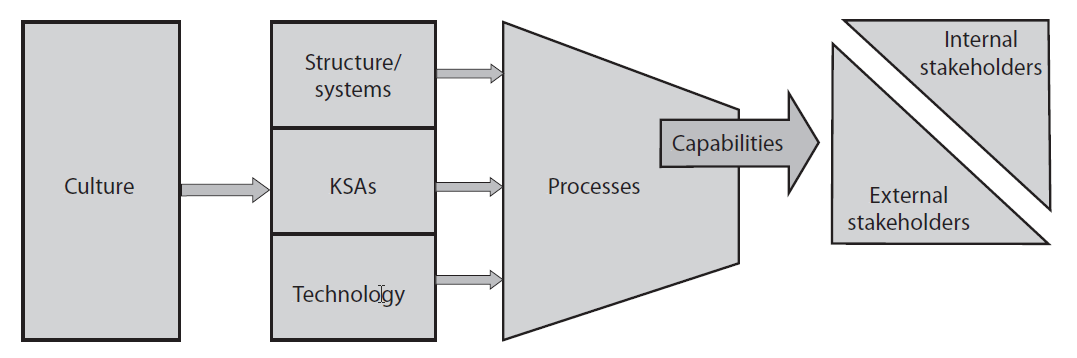 Culture
Structure/
systems
KSAs
Technology
Processes
Capabilities
Internal
stakeholders
External
stakeholders